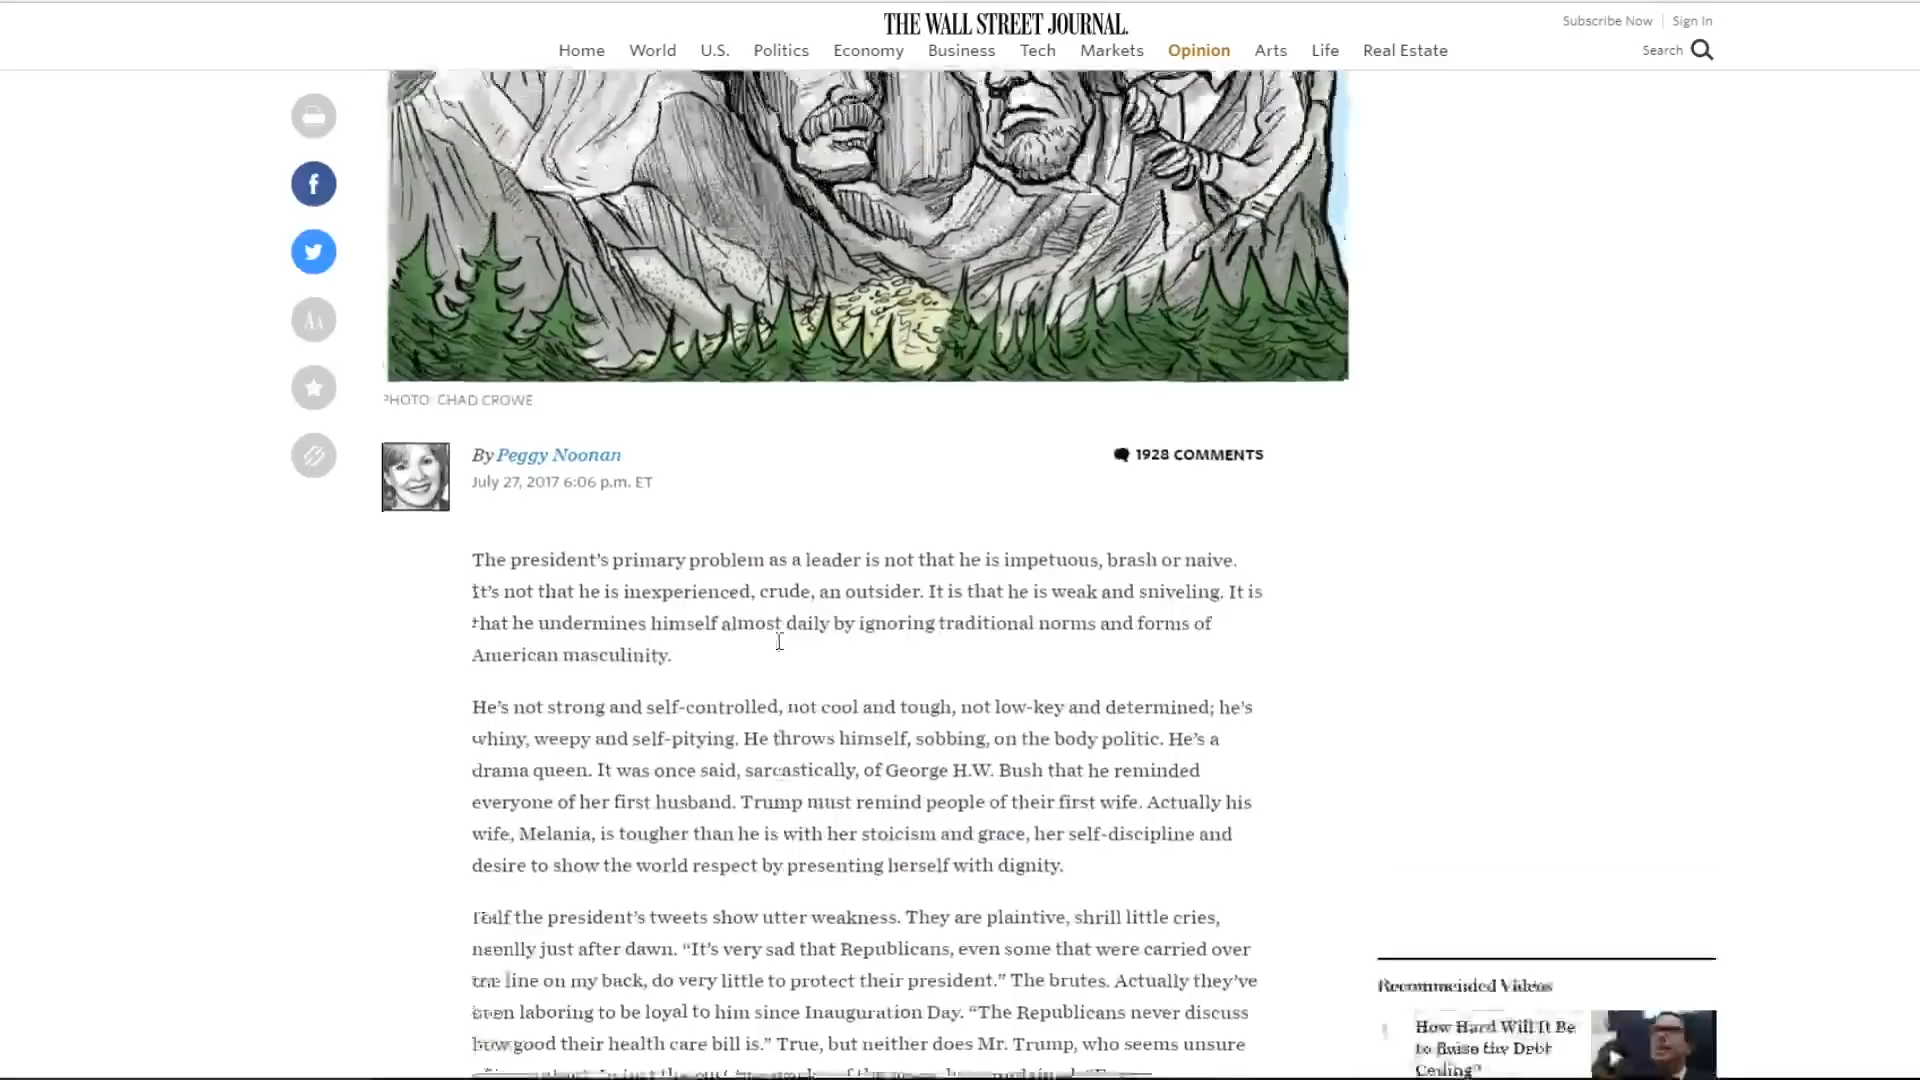 THE WALL STREET JOURNAL.
Subscribe Now | Sign In
Home World U.S. Politics Economy Business Tech Markets Opinion Arts Life Real Estate
Search
f
AA
PHOTO: CHAD CROWE
By Peggy Noonan
1928 COMMENTS
July 27, 2017 6:06 p.m. ET
The president's primary problem as a leader is not that he is impetuous, brash or naive.
It's not that he is inexperienced, crude, an outsider. It is that he is weak and sniveling. It is
that he undermines himself almost daily by ignoring traditional norms and forms of
American masculinity.
He's not strong and self-controlled, not cool and tough, not low-key and determined; he's
whiny, weepy and self-pitying. He throws himself, sobbing, on the body politic. He's a
drama queen. It was once said, sarcastically, of George H.W. Bush that he reminded
everyone of her first husband. Trump must remind people of their first wife. Actually his
wife, Melania, is tougher than he is with her stoicism and grace, her self-discipline and
desire to show the world respect by presenting herself with dignity.
Half the president's tweets show utter weakness. They are plaintive, shrill little cries,
just after dawn. “It's very sad that Republicans, even some that were carried over
the line on my back, do very little to protect their president.” The brutes. Actually they've
been laboring to be loyal to him since Inauguration Day. “The Republicans never discuss
how good their health care bill is.” True, but neither does Mr. Trump, who seems unsure
Recommended Videos
How Hard Will It Be
to Raise the Debt
Ceiling?